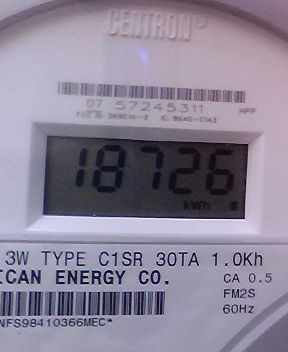 CENTRON®
07 57245311 HPP
18726
kWh
3W TYPE C1SR 30TA 1.0Kh
ICAN ENERGY CO. CA 0.5
FM2S
NFS98410366MEC* 60Hz